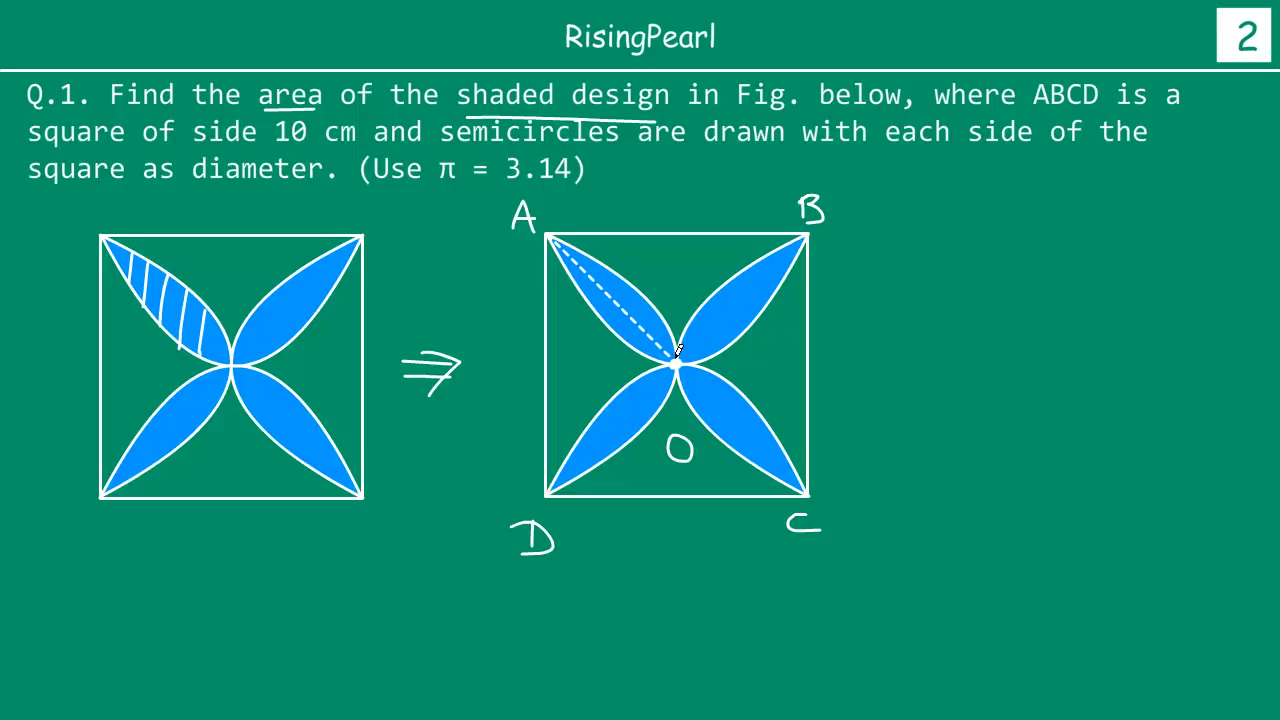 RisingPearl
2
Q.1. Find the area of the shaded design in Fig. below, where ABCD is a
square of side 10 cm and semicircles are drawn with each side of the
square as diameter. (Use π = 3.14)
A B
⇒
O
D C